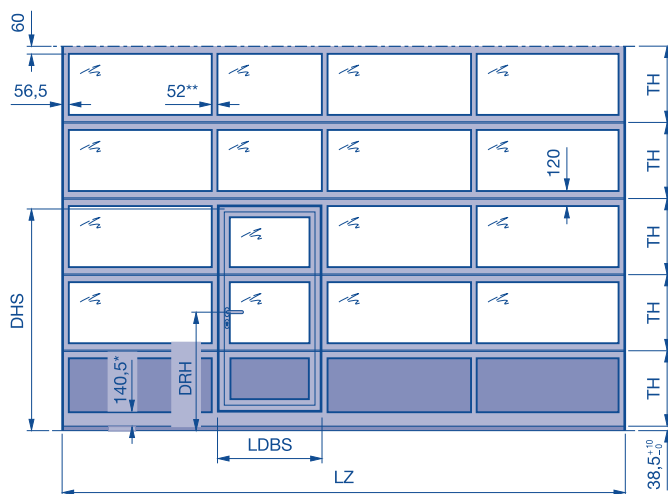 60
56,5
52**
TH
TH
120
TH
DHS
TH
140,5*
DRH
TH
LDBS
LZ
38,5 +10 -0